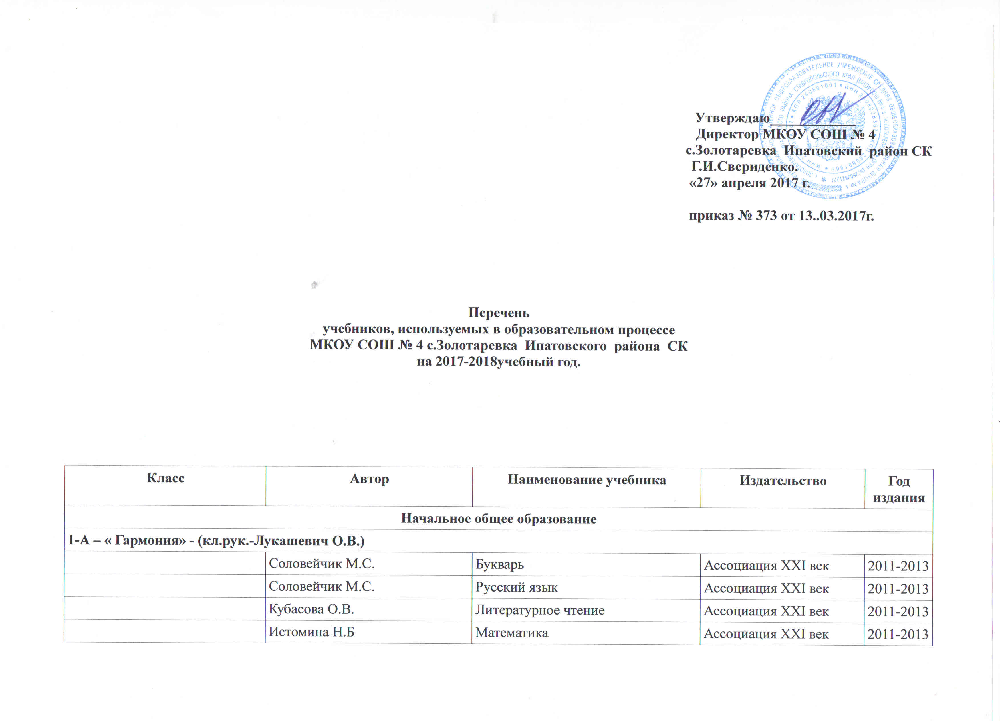 Утверждаю
Директор МКОУ СОШ № 4
с.Золотаревка Ипатовский район СК
Г.И.Свериденко.
«27» апреля 2017 г.
приказ № 373 от 13..03.2017г.
Перечень
учебников, используемых в образовательном процессе
МКОУ СОШ № 4 с.Золотаревка Ипатовского района СК
на 2017-2018учебный год.
Класс Автор Наименование учебника Издательство Год издания
Начальное общее образование
1-А – « Гармония» - (кл.рук.-Лукашевич О.В.)
Соловейчик М.С. Букварь Ассоциация XXI век 2011-2013
Соловейчик М.С. Русский язык Ассоциация XXI век 2011-2013
Кубасова О.В. Литературное чтение Ассоциация XXI век 2011-2013
Истомина Н.Б Математика Ассоциация XXI век 2011-2013